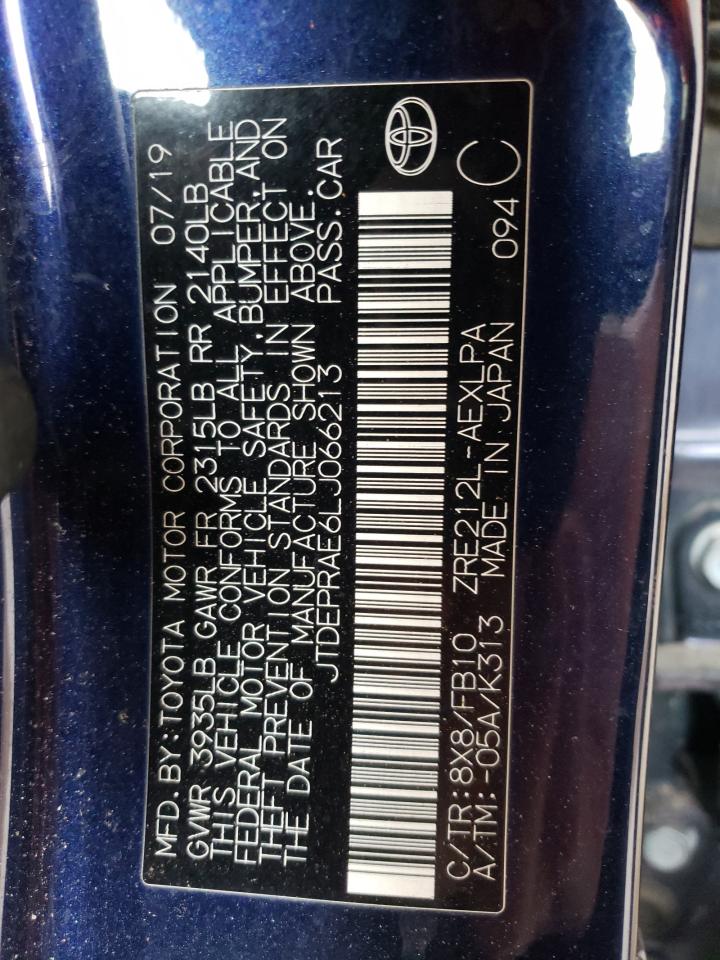 MFD. BY:TOYOTA MOTOR CORPORATION 07/19
GVWR 3935LB GAWR FR 2315LB RR 2140LB
THIS VEHICLE CONFORMS TO ALL APPLICABLE
FEDERAL MOTOR VEHICLE SAFETY, BUMPER, AND
THEFT PREVENTION STANDARDS IN EFFECT ON
THE DATE OF MANUFACTURE SHOWN ABOVE.
JTDEPRAE6LJ066213 PASS.CAR
C/TR:8X8/FB10 ZRE212L-AEXLPA
A/TM:-05A/K313 MADE IN JAPAN 094 C